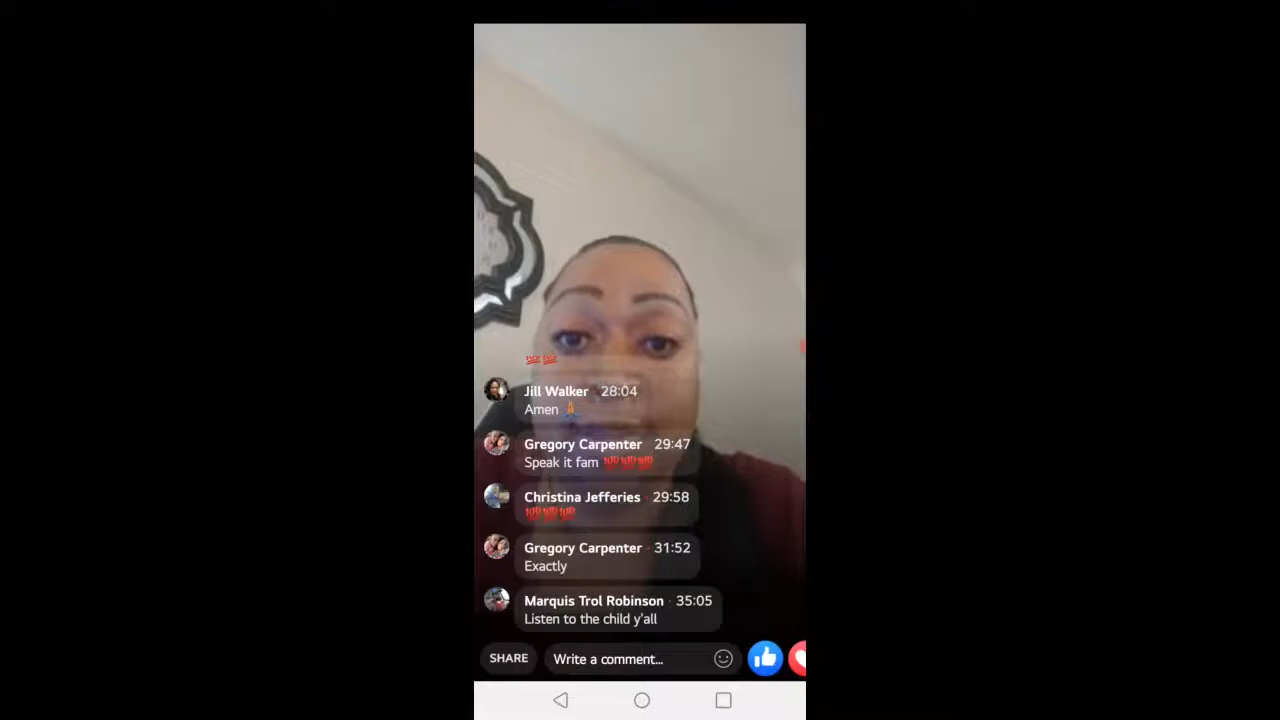 💯💯
Jill Walker 28:04
Amen 🙏
Gregory Carpenter · 29:47
Speak it fam 💯💯💯
Christina Jefferies · 29:58
💯💯💯
Gregory Carpenter · 31:52
Exactly
Marquis Trol Robinson · 35:05
Listen to the child y'all
SHARE Write a comment...